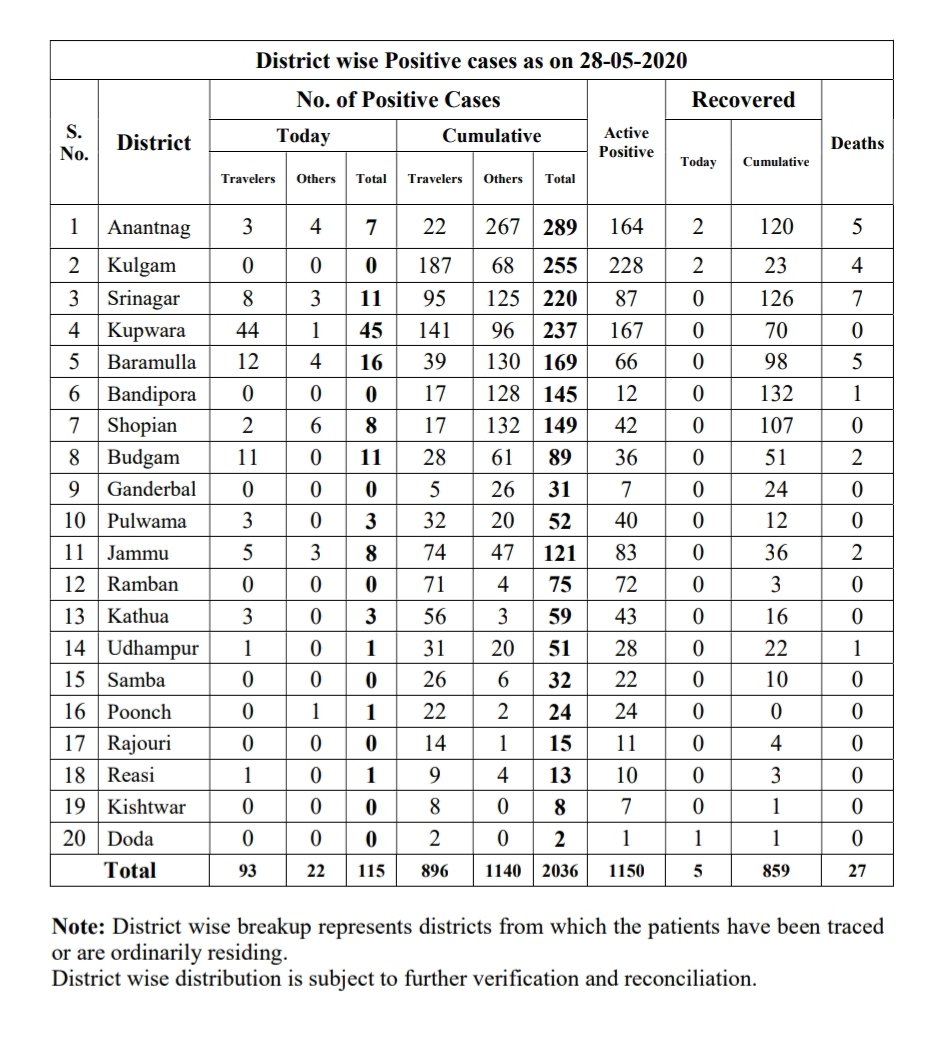 District wise Positive cases as on 28-05-2020
No. of Positive Cases Recovered
S. No. District Today Cumulative Active Positive Deaths
Travelers Others Total Travelers Others Total Today Cumulative
1 Anantnag 3 4 7 22 267 289 164 2 120 5
2 Kulgam 0 0 0 187 68 255 228 2 23 4
3 Srinagar 8 3 11 95 125 220 87 0 126 7
4 Kupwara 44 1 45 141 96 237 167 0 70 0
5 Baramulla 12 4 16 39 130 169 66 0 98 5
6 Bandipora 0 0 0 17 128 145 12 0 132 1
7 Shopian 2 6 8 17 132 149 42 0 107 0
8 Budgam 11 0 11 28 61 89 36 0 51 2
9 Ganderbal 0 0 0 5 26 31 7 0 24 0
10 Pulwama 3 0 3 32 20 52 40 0 12 0
11 Jammu 5 3 8 74 47 121 83 0 36 2
12 Ramban 0 0 0 71 4 75 72 0 3 0
13 Kathua 3 0 3 56 3 59 43 0 16 0
14 Udhampur 1 0 1 31 20 51 28 0 22 1
15 Samba 0 0 0 26 6 32 22 0 10 0
16 Poonch 0 1 1 22 2 24 24 0 0 0
17 Rajouri 0 0 0 14 1 15 11 0 4 0
18 Reasi 1 0 1 9 4 13 10 0 3 0
19 Kishtwar 0 0 0 8 0 8 7 0 1 0
20 Doda 0 0 0 2 0 2 1 1 1 0
Total 93 22 115 896 1140 2036 1150 5 859 27
Note: District wise breakup represents districts from which the patients have been traced
or are ordinarily residing.
District wise distribution is subject to further verification and reconciliation.